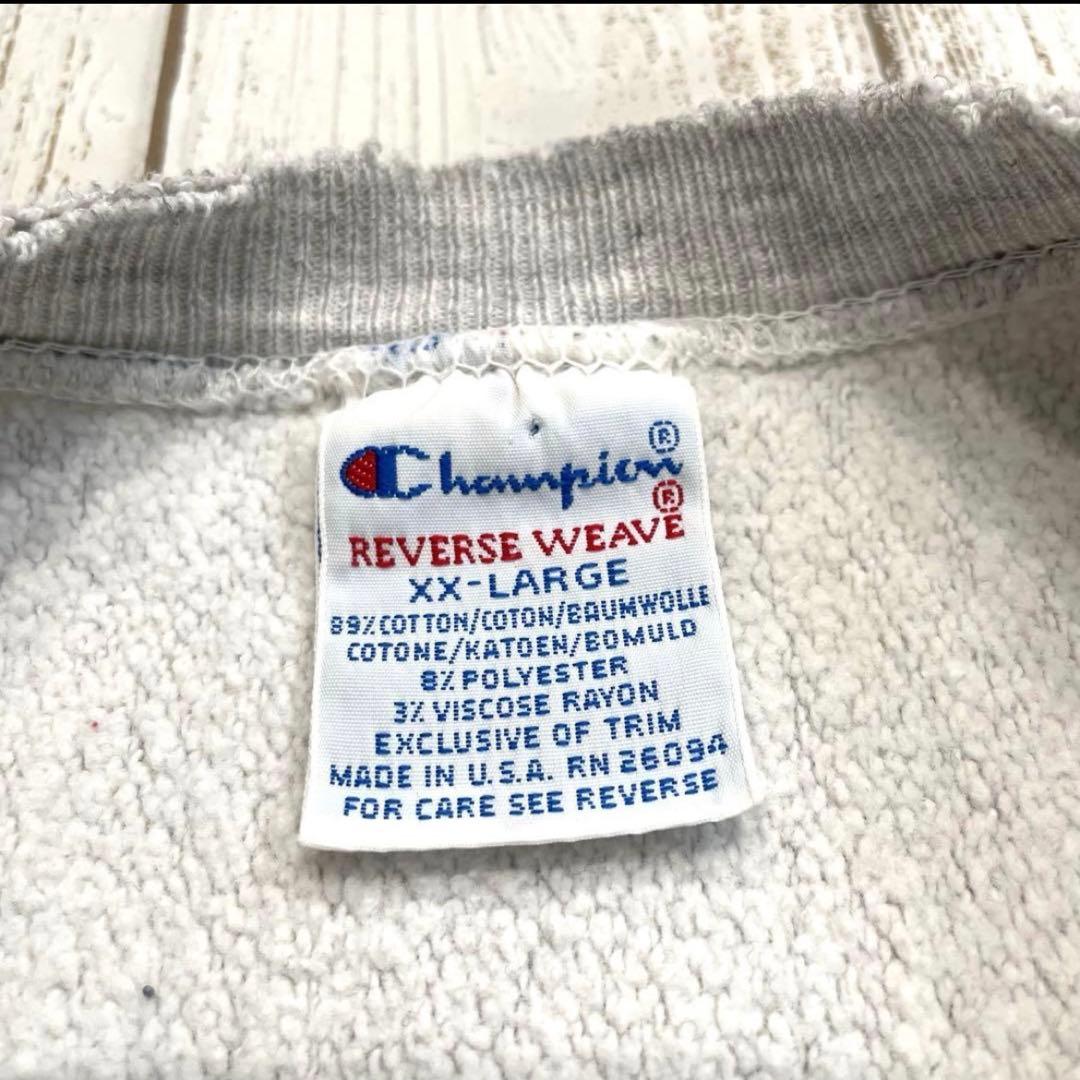 Champion®
®
REVERSE WEAVE
XX-LARGE
89% COTTON/COTON/BAUMWOLLE
COTONE/KATOEN/BOMULD
8% POLYESTER
3% VISCOSE RAYON
EXCLUSIVE OF TRIM
MADE IN U.S.A. RN 26094
FOR CARE SEE REVERSE